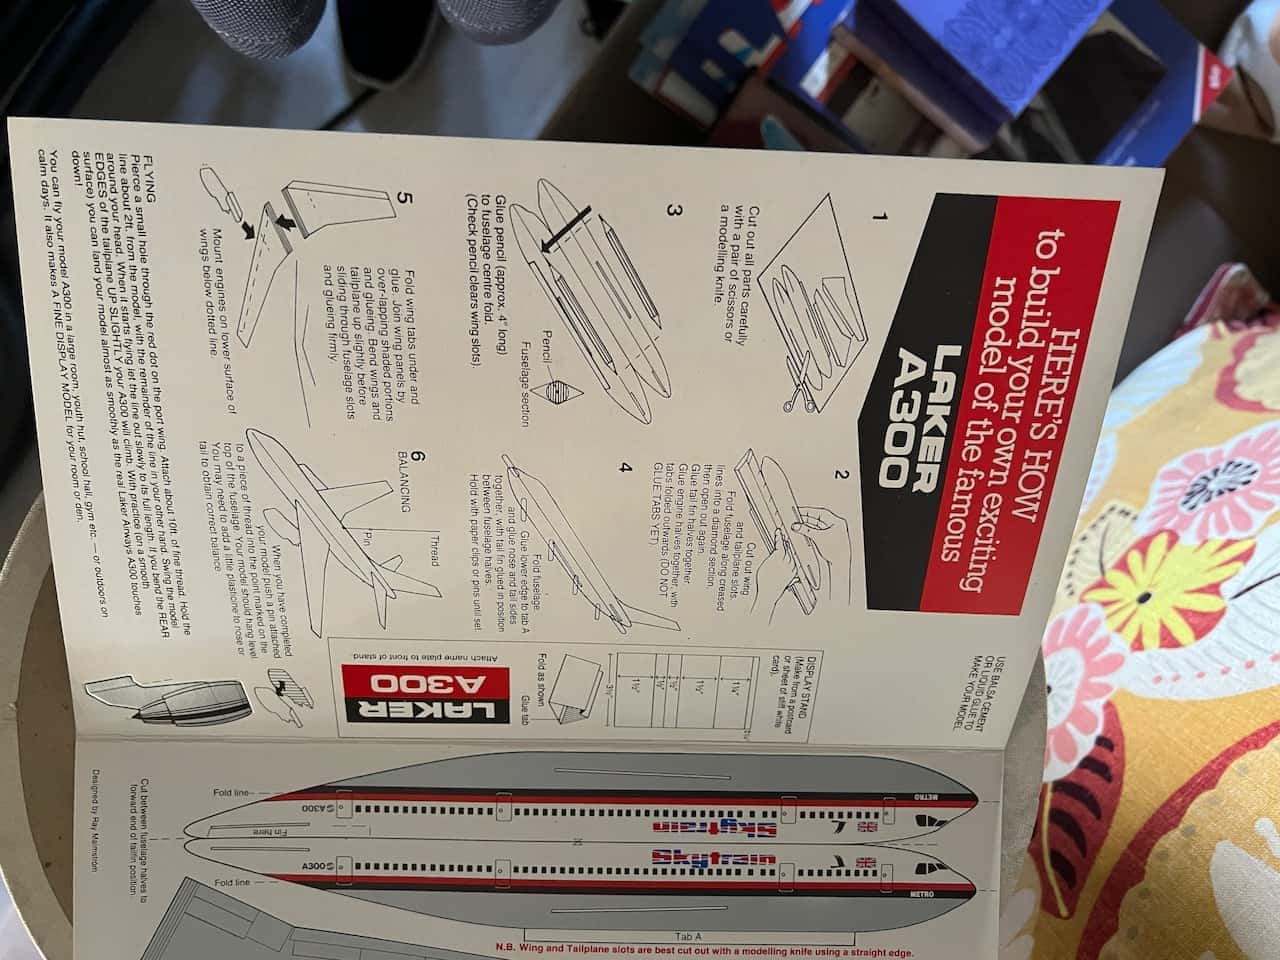 HERE'S HOW
to build your own exciting
model of the famous
LAKER
A300
USE BALSA CEMENT
OR LIQUID GLUE TO
MAKE YOUR MODEL
1
Cut out all parts carefully
with a pair of scissors or
a modelling knife.
2
Cut out wing
and tailplane slots.
Fold fuselage along creased
lines into a diamond section
then open out again.
Glue tail fin halves together.
Glue engine halves together, with
tabs folded outwards (DO NOT
GLUE TABS YET)
3
Pencil
Fuselage section
Glue pencil (approx. 4" long)
to fuselage centre fold.
(Check pencil clears wing slots).
4
Fold fuselage
Glue lower edge to tab A
and glue nose and tail sides
together, with tail fin glued in position
between fuselage halves.
Hold with paper clips or pins until set.
5
Fold wing tabs under and
glue. Join wing panels by
over-lapping shaded portions
and glueing. Bend wings and
tailplane up slightly before
sliding through fuselage slots
and glueing firmly.
Mount engines on lower surface of
wings below dotted line.
6
BALANCING
Thread
Pin
When you have completed
your model push a pin attached
to a piece of thread into the point marked on the
top of the fuselage. Your model should hang level
You may need to add a little plasticine to nose or
tail to obtain correct balance
FLYING
Pierce a small hole through the red dot on the port wing. Attach about 10ft. of fine thread. Hold the
line about 2ft. from the model, with the remainder of the line in your other hand. Swing the model
around your head. When it starts flying let the line out slowly to its full length. If you bend the REAR
EDGES of the tailplane UP SLIGHTLY your A300 will climb. With practice (on a smooth
surface) you can land your model almost as smoothly as the real Laker Airways A300 touches
down!
You can fly your model A300 in a large room, youth hut, school hall, gym etc. — or outdoors on
calm days. It also makes A FINE DISPLAY MODEL for your room or den.
DISPLAY STAND
(Make from a postcard
or sheet of stiff white
card).
1¼"
1½"
½"
½"
1½"
3½"
Fold as shown
Glue tab
LAKER
A300
Attach name plate to front of stand
METRO
Fold line
A300
Skytrain
Fin here
Skytrain
A300
Fold line
METRO
Tab A
N.B. Wing and Tailplane slots are best cut out with a modelling knife using a straight edge.
Cut between fuselage halves to
forward end of tailfin position.
Designed by Ray Malmström